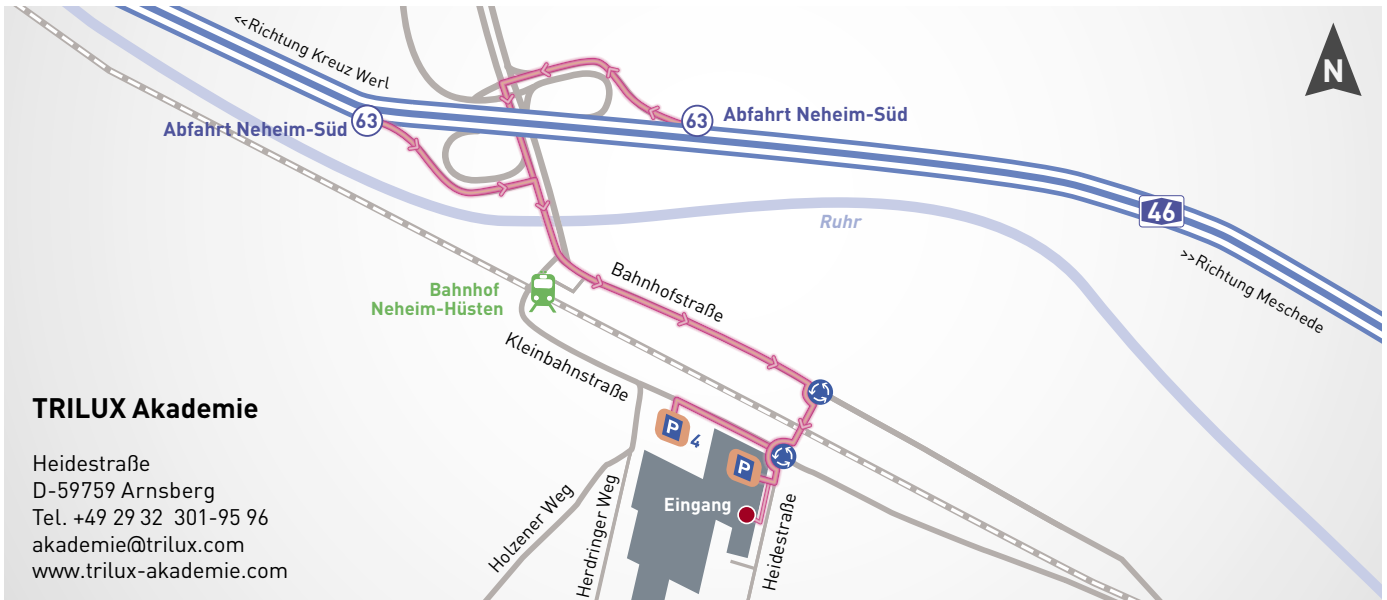 <<Richtung Kreuz Werl
N
Abfahrt Neheim-Süd
63
63
Abfahrt Neheim-Süd
46
Ruhr
>>Richtung Meschede
Bahnhof
Neheim-Hüsten
Bahnhofstraße
Kleinbahnstraße
P
4
P
Eingang
Holzener Weg
Herdringer Weg
Heidestraße
TRILUX Akademie
Heidestraße
D-59759 Arnsberg
Tel. +49 29 32 301-95 96
akademie@trilux.com
www.trilux-akademie.com